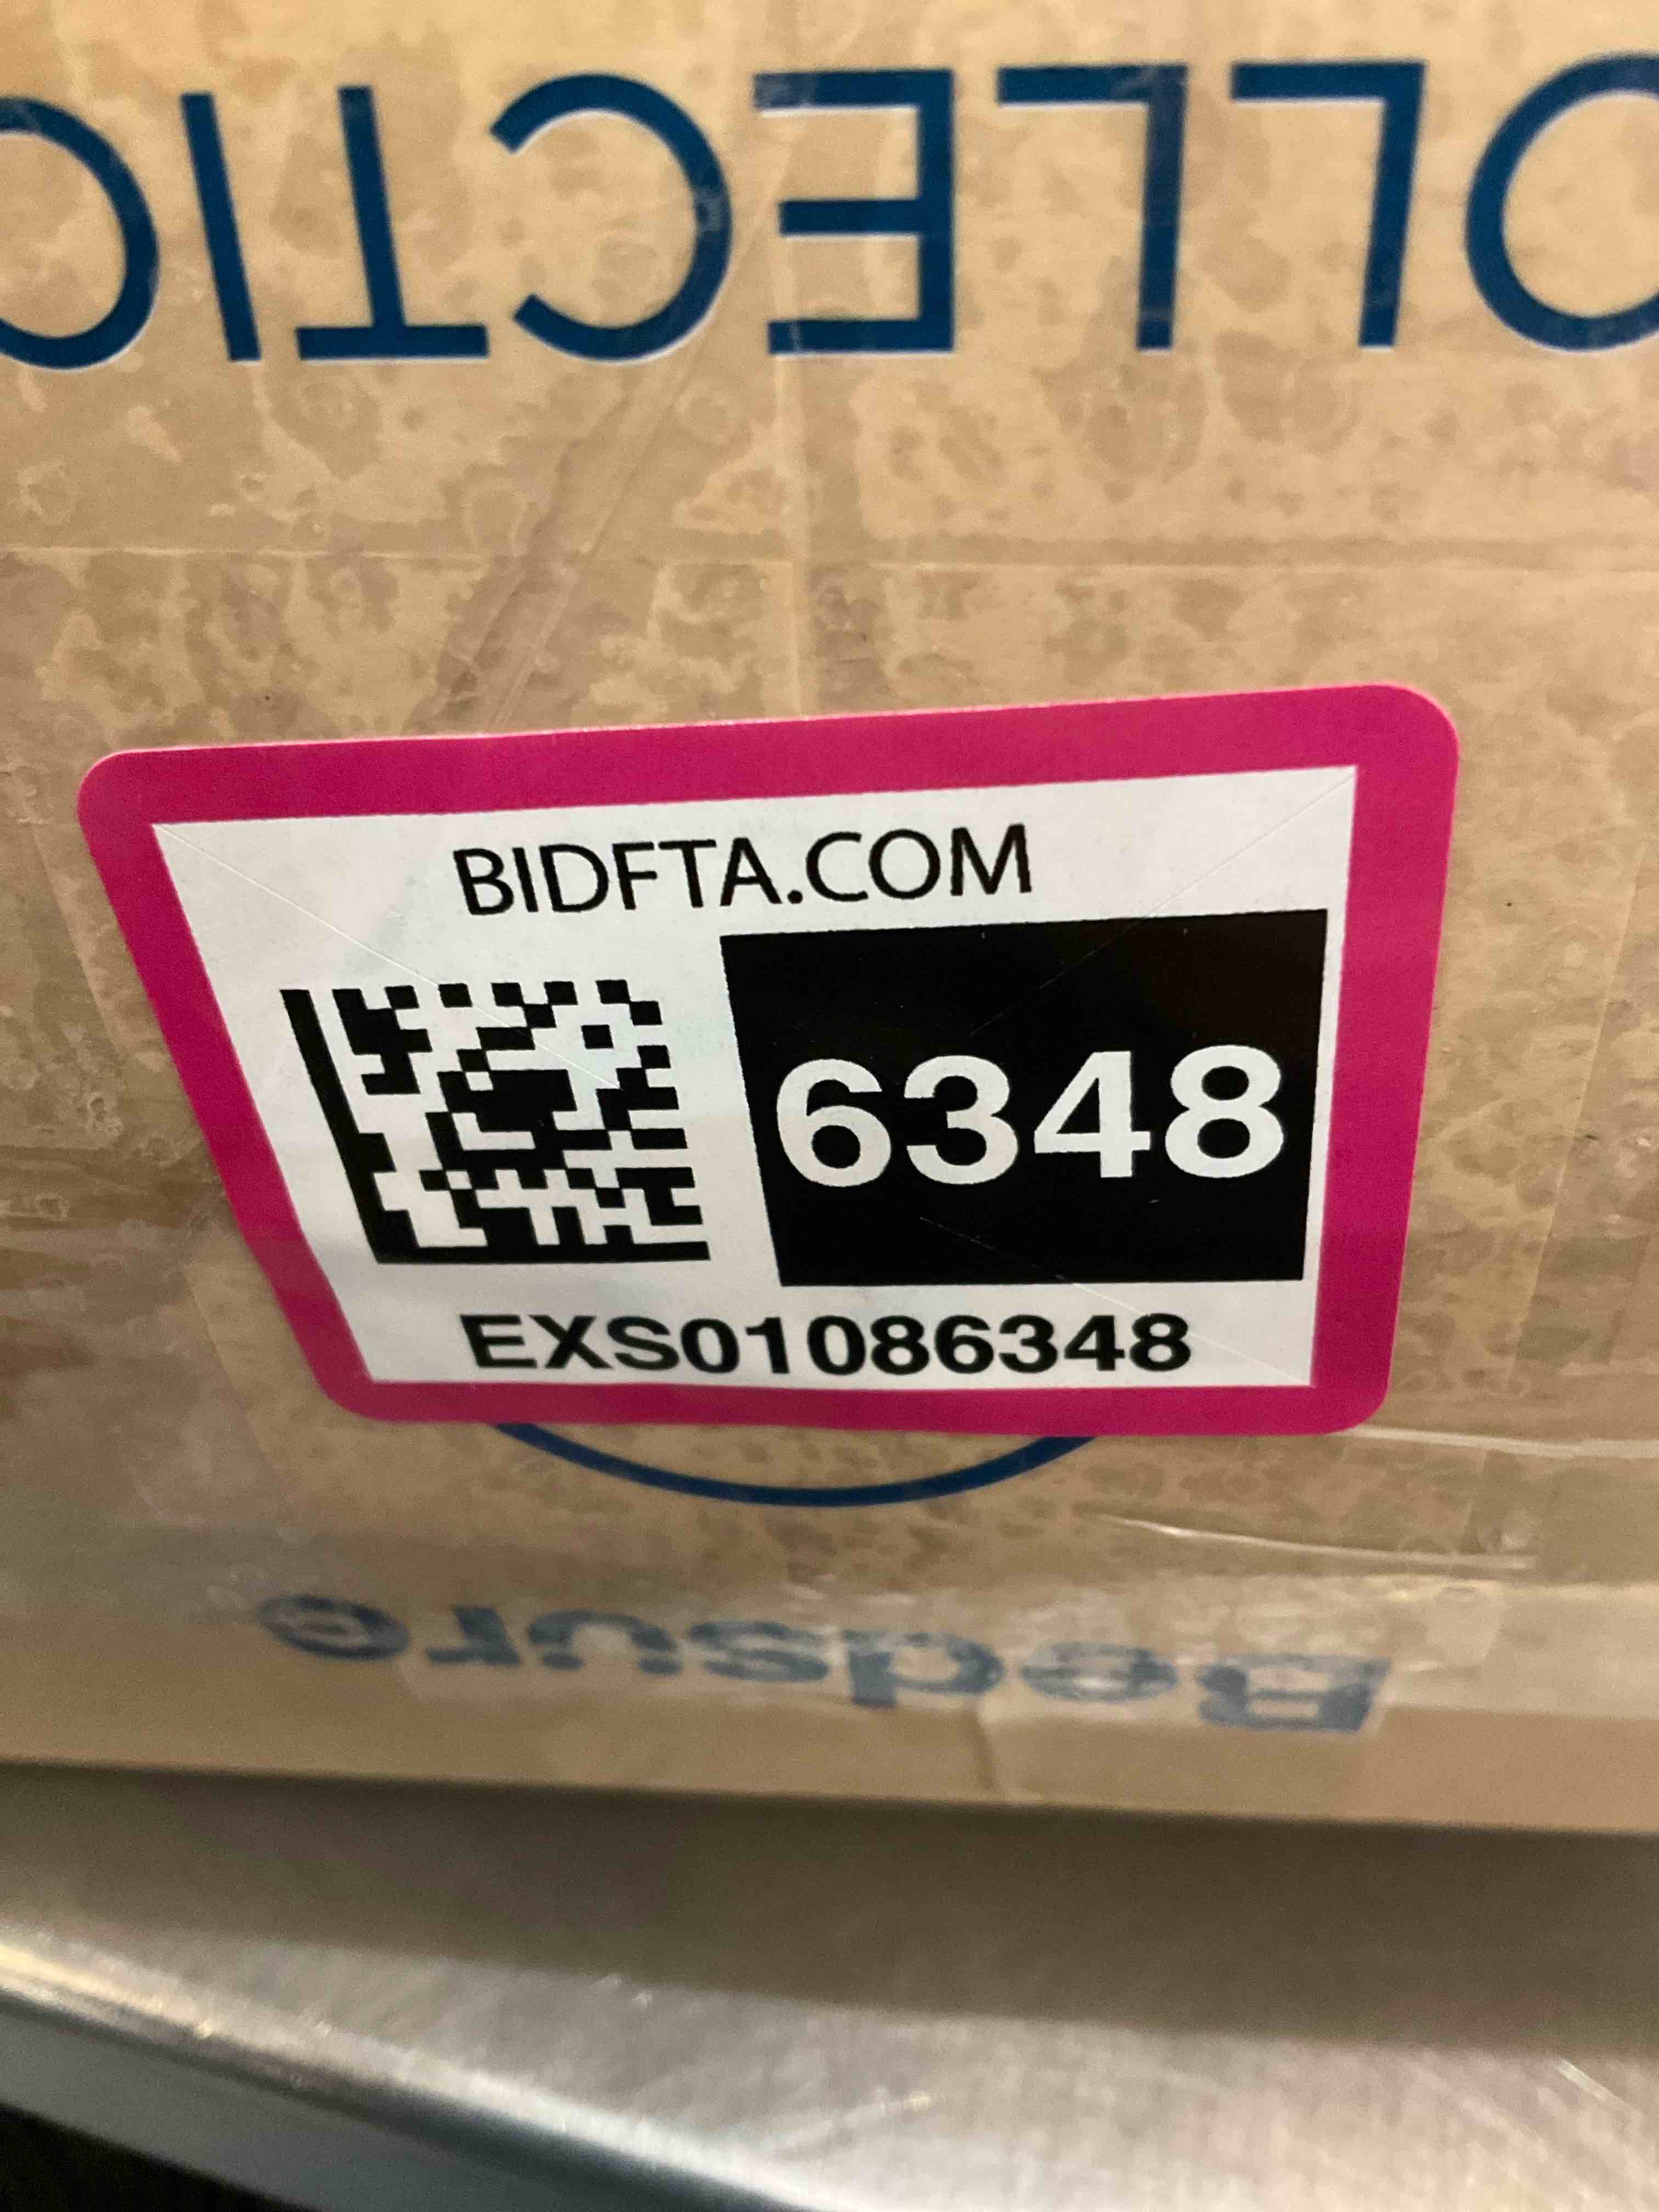 OLLECTIO
BIDFTA.COM
6348
EXS01086348
Bedsure